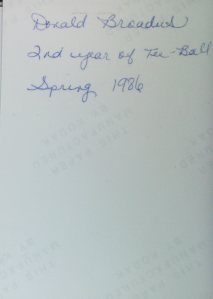 Donald Broadus
2nd year of Tee-Ball
Spring 1986